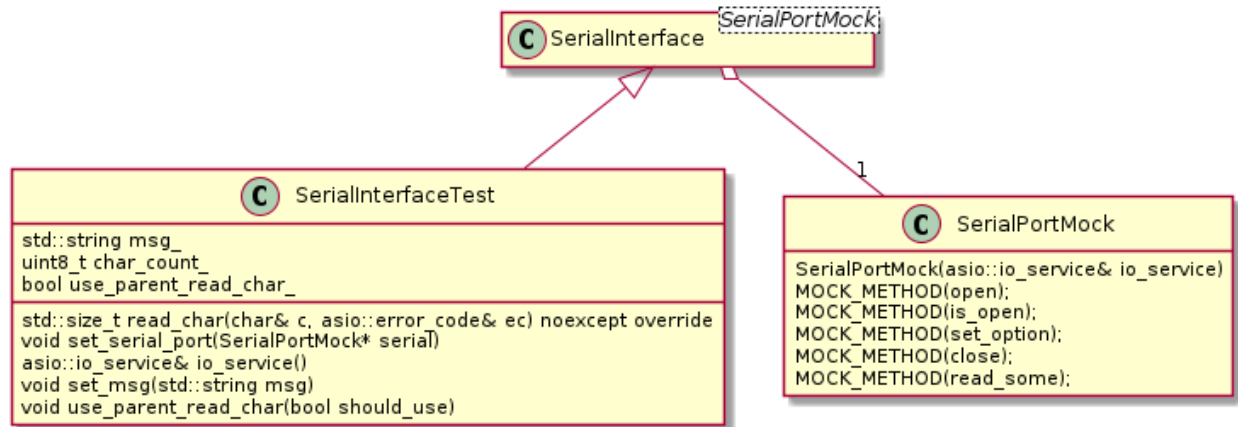 SerialPortMock
C SerialInterface
1
C SerialInterfaceTest
std::string msg_
uint8_t char_count_
bool use_parent_read_char_
std::size_t read_char(char& c, asio::error_code& ec) noexcept override
void set_serial_port(SerialPortMock* serial)
asio::io_service& io_service()
void set_msg(std::string msg)
void use_parent_read_char(bool should_use)
C SerialPortMock
SerialPortMock(asio::io_service& io_service)
MOCK_METHOD(open);
MOCK_METHOD(is_open);
MOCK_METHOD(set_option);
MOCK_METHOD(close);
MOCK_METHOD(read_some);